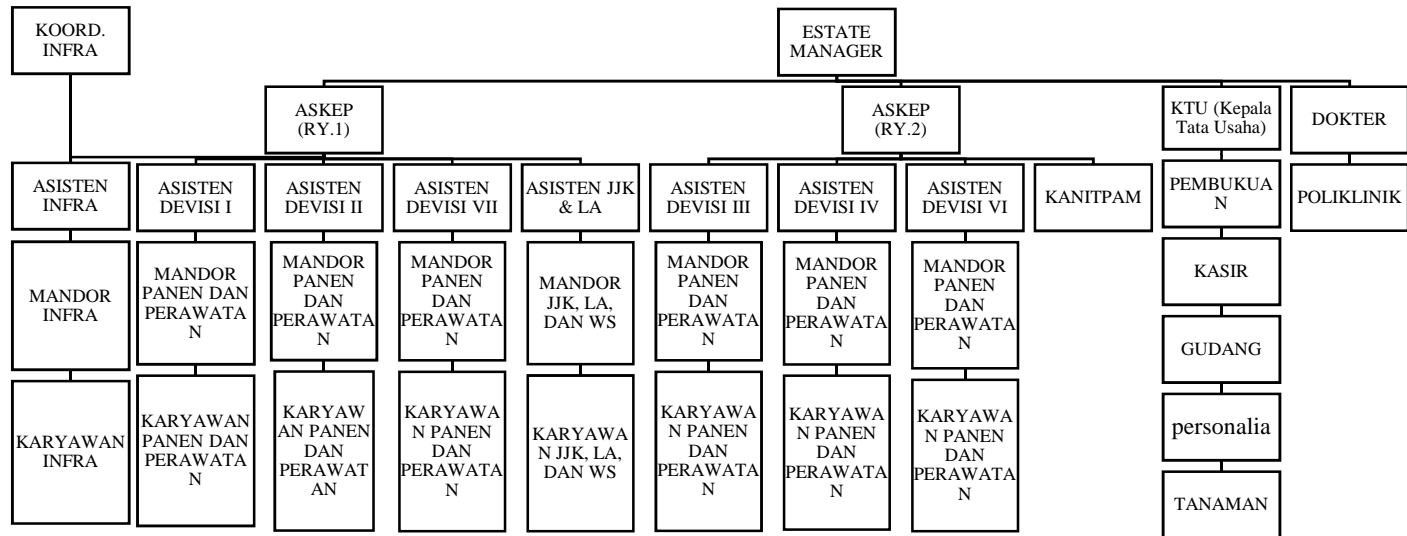 KOORD.
INFRA
ESTATE
MANAGER
ASKEP
(RY.1)
ASKEP
(RY.2)
KTU (Kepala
Tata Usaha)
DOKTER
ASISTEN
INFRA
ASISTEN
DEVISI I
ASISTEN
DEVISI II
ASISTEN
DEVISI VII
ASISTEN JJK
& LA
ASISTEN
DEVISI III
ASISTEN
DEVISI IV
ASISTEN
DEVISI VI
KANITPAM
PEMBUKUA
N
POLIKLINIK
MANDOR
INFRA
MANDOR
PANEN DAN
PERAWATA
N
MANDOR
PANEN
DAN
PERAWATA
N
MANDOR
PANEN
DAN
PERAWATA
N
MANDOR
JJK, LA,
DAN WS
MANDOR
PANEN
DAN
PERAWATA
N
MANDOR
PANEN
DAN
PERAWATA
N
MANDOR
PANEN
DAN
PERAWATA
N
KASIR
GUDANG
KARYAWAN
INFRA
KARYAWAN
PANEN DAN
PERAWATA
N
KARYAW
AN PANEN
DAN
PERAWAT
AN
KARYAWA
N PANEN
DAN
PERAWATA
N
KARYAWA
N JJK, LA,
DAN WS
KARYAWA
N PANEN
DAN
PERAWATA
N
KARYAWA
N PANEN
DAN
PERAWATA
N
KARYAWA
N PANEN
DAN
PERAWATA
N
personalia
TANAMAN